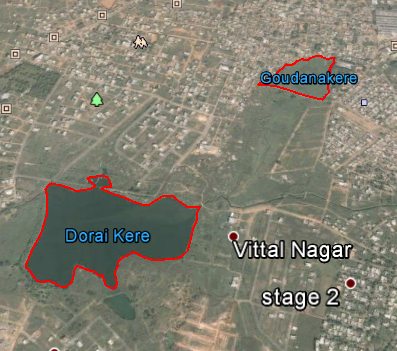 Goudanakere
Dorai Kere
Vittal Nagar
stage 2